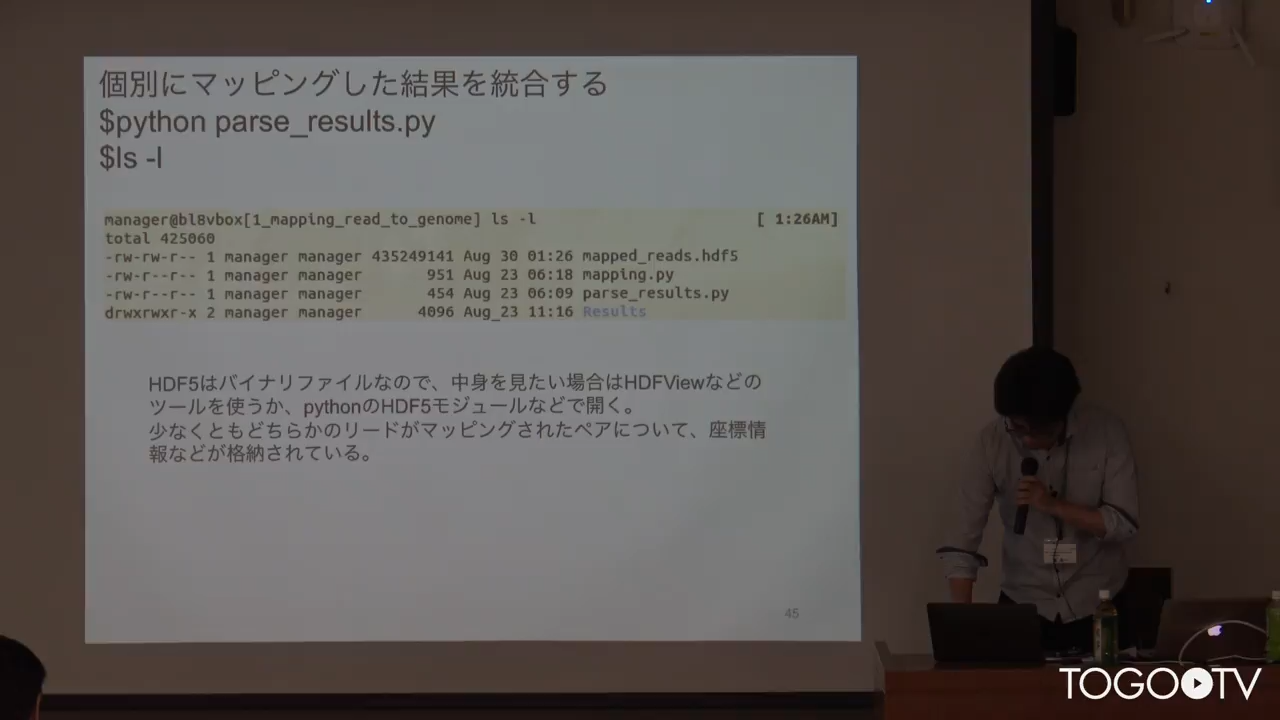 個別にマッピングした結果を統合する
$python parse_results.py
$ls -l
manager@bl8vbox[1_mapping_read_to_genome] ls -l [ 1:26AM]
total 425060
-rw-rw-r-- 1 manager manager 435249141 Aug 30 01:26 mapped_reads.hdf5
-rw-r--r-- 1 manager manager 951 Aug 23 06:18 mapping.py
-rw-r--r-- 1 manager manager 454 Aug 23 06:09 parse_results.py
drwxrwxr-x 2 manager manager 4096 Aug 23 11:16 Results
HDF5はバイナリファイルなので、中身を見たい場合はHDFViewなどの
ツールを使うか、pythonのHDF5モジュールなどで開く。
少なくともどちらかのリードがマッピングされたペアについて、座標情
報などが格納されている。
45
TOGO TV